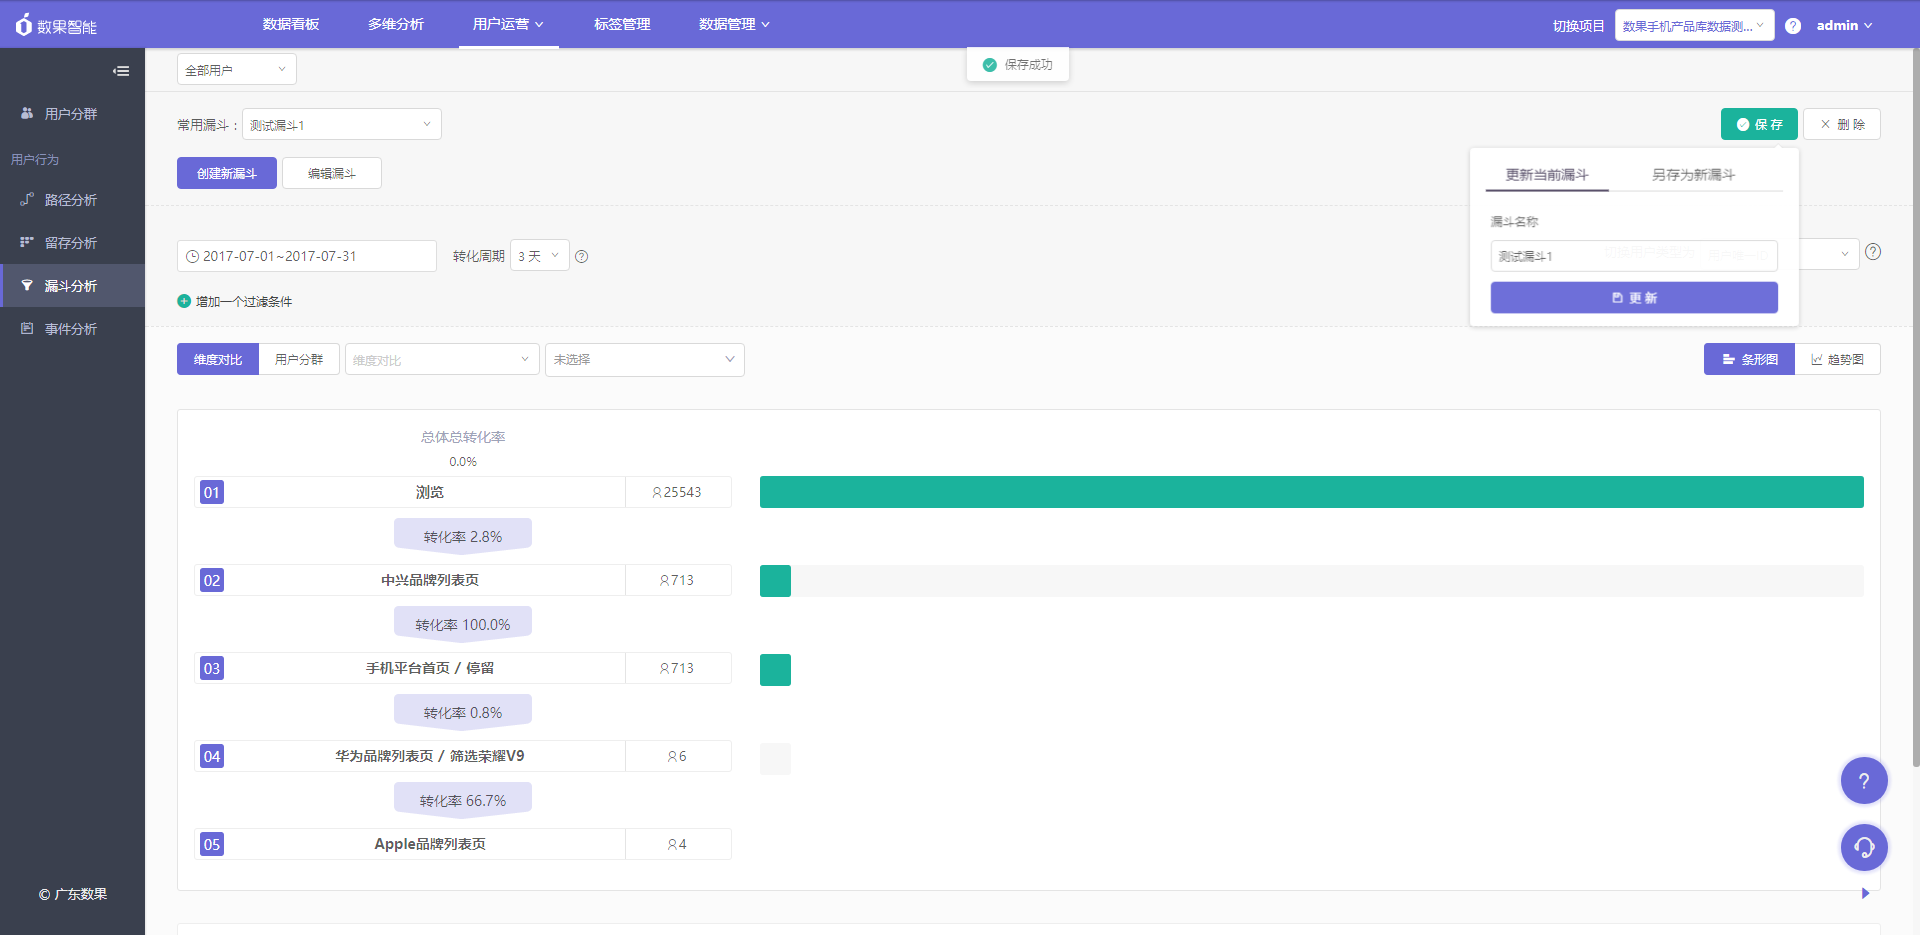 数果智能
数据看板
多维分析
用户运营
标签管理
数据管理
切换项目
数果手机产品库数据测...
?
admin
全部用户
保存成功
用户分群
用户行为
路径分析
留存分析
漏斗分析
事件分析
常用漏斗：
测试漏斗1
保 存
删 除
创建新漏斗
编辑漏斗
更新当前漏斗
另存为新漏斗
漏斗名称
测试漏斗1
更 新
2017-07-01~2017-07-31
转化周期
3 天
?
?
增加一个过滤条件
维度对比
用户分群
维度对比
未选择
条形图
趋势图
总体总转化率
0.0%
01
浏览
25543
转化率 2.8%
02
中兴品牌列表页
713
转化率 100.0%
03
手机平台首页 / 停留
713
转化率 0.8%
04
华为品牌列表页 / 筛选荣耀V9
6
转化率 66.7%
05
Apple品牌列表页
4
?
© 广东数果